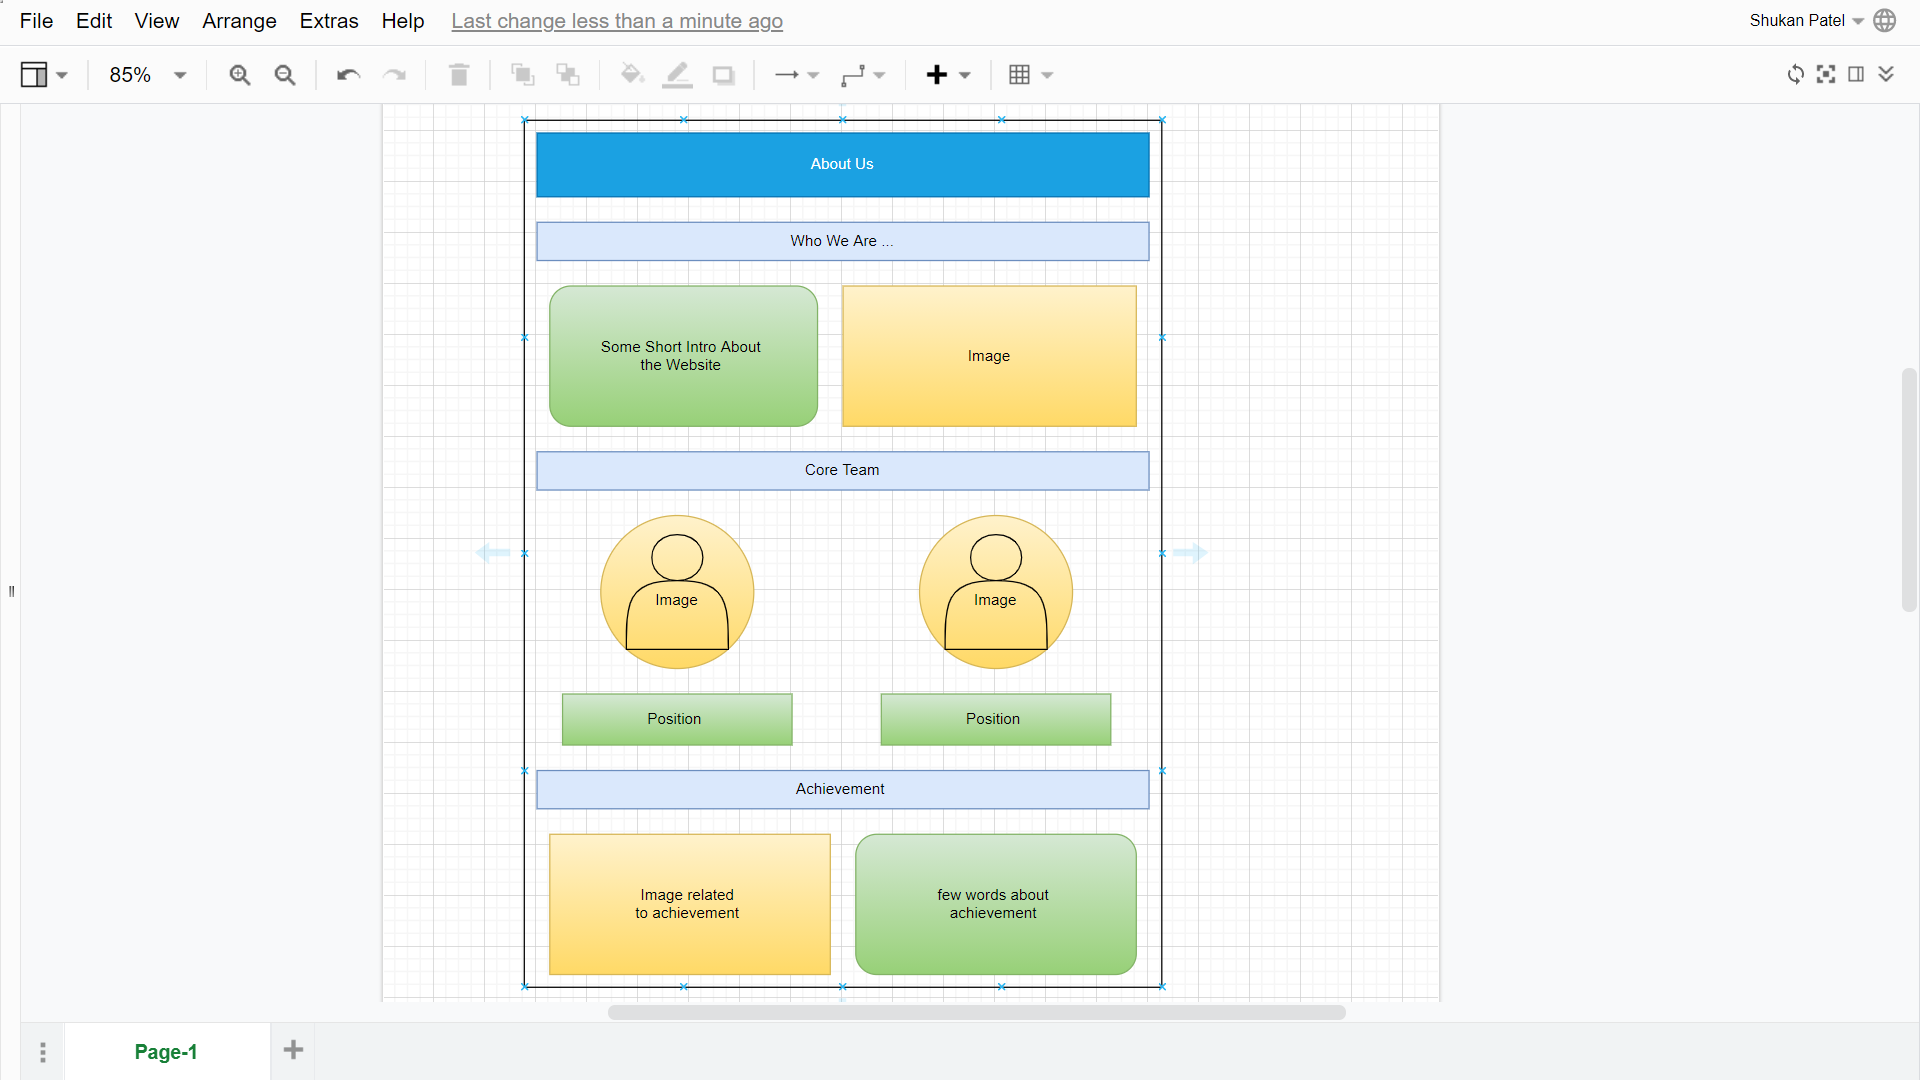 File Edit View Arrange Extras Help Last change less than a minute ago
Shukan Patel
85%
About Us
Who We Are ...
Some Short Intro About
the Website
Image
Core Team
Image
Image
Position
Position
Achievement
Image related
to achievement
few words about
achievement
Page-1